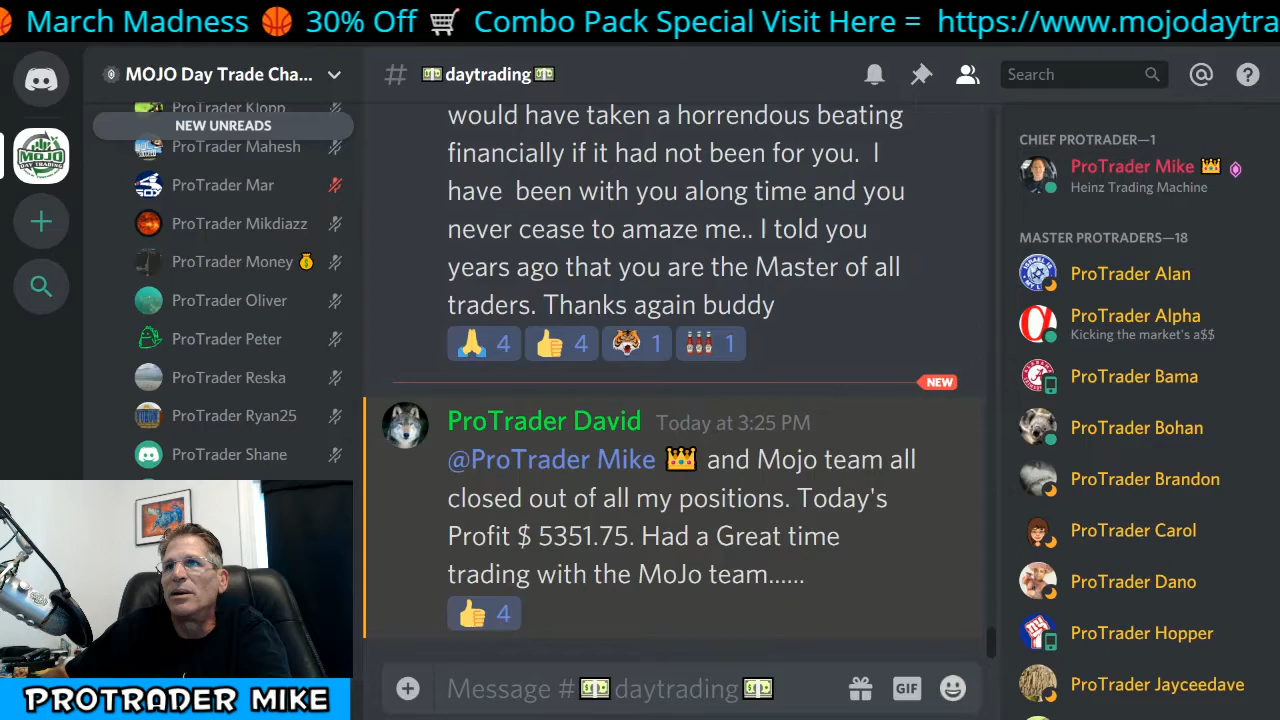 March Madness 🏀 30% Off 🛒 Combo Pack Special Visit Here = https://www.mojodaytra
MOJO Day Trade Cha...
ProTrader Klopp
NEW UNREADS
ProTrader Mahesh
ProTrader Mar
ProTrader Mikdiazz
ProTrader Money 💰
ProTrader Oliver
ProTrader Peter
ProTrader Reska
ProTrader Ryan25
ProTrader Shane
MOJO
DAY TRADING
# 💵daytrading💵
Search
would have taken a horrendous beating
financially if it had not been for you. I
have been with you along time and you
never cease to amaze me.. I told you
years ago that you are the Master of all
traders. Thanks again buddy
🙏 4 👍 4 🐯 1 🎳 1
NEW
ProTrader David Today at 3:25 PM
@ProTrader Mike 👑 and Mojo team all
closed out of all my positions. Today's
Profit $ 5351.75. Had a Great time
trading with the MoJo team......
👍 4
Message #💵daytrading💵
GIF
CHIEF PROTRADER—1
ProTrader Mike 👑
Heinz Trading Machine
MASTER PROTRADERS—18
ProTrader Alan
ProTrader Alpha
Kicking the market's a$$
ProTrader Bama
ProTrader Bohan
ProTrader Brandon
ProTrader Carol
ProTrader Dano
ProTrader Hopper
ProTrader Jayceedave
PROTRADER MIKE